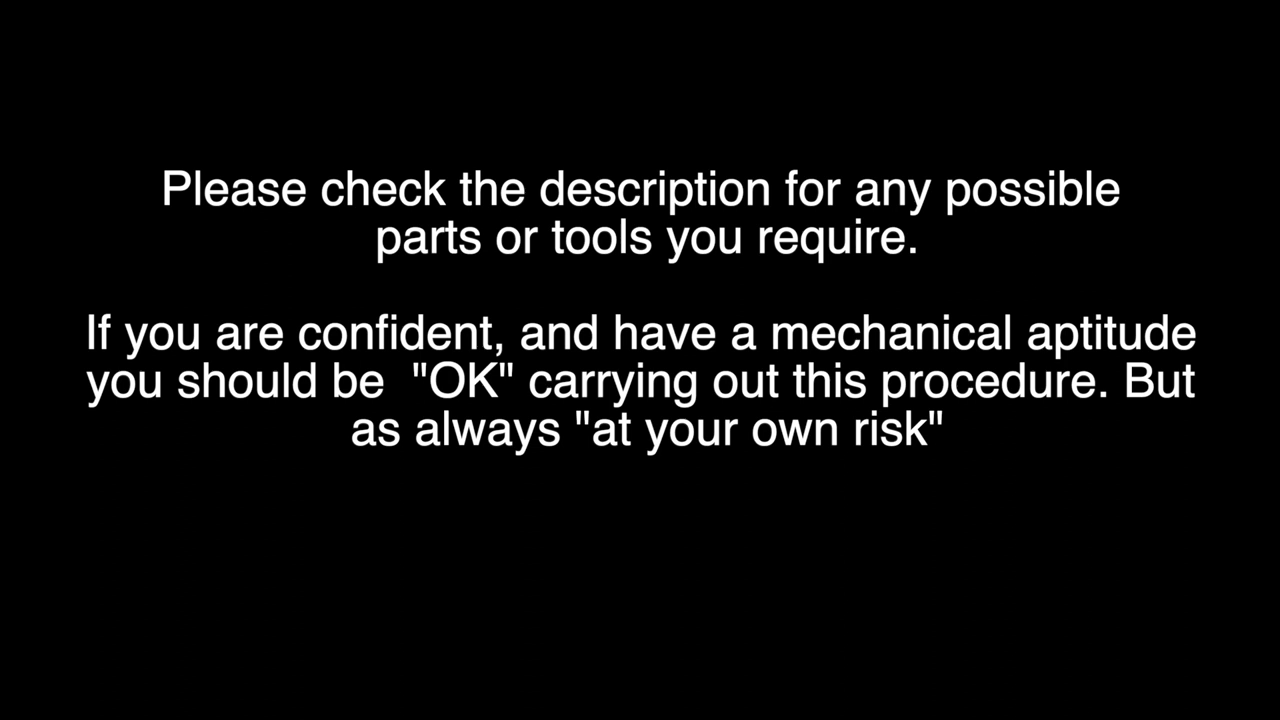 Please check the description for any possible
parts or tools you require.
If you are confident, and have a mechanical aptitude
you should be  "OK" carrying out this procedure. But
as always "at your own risk"